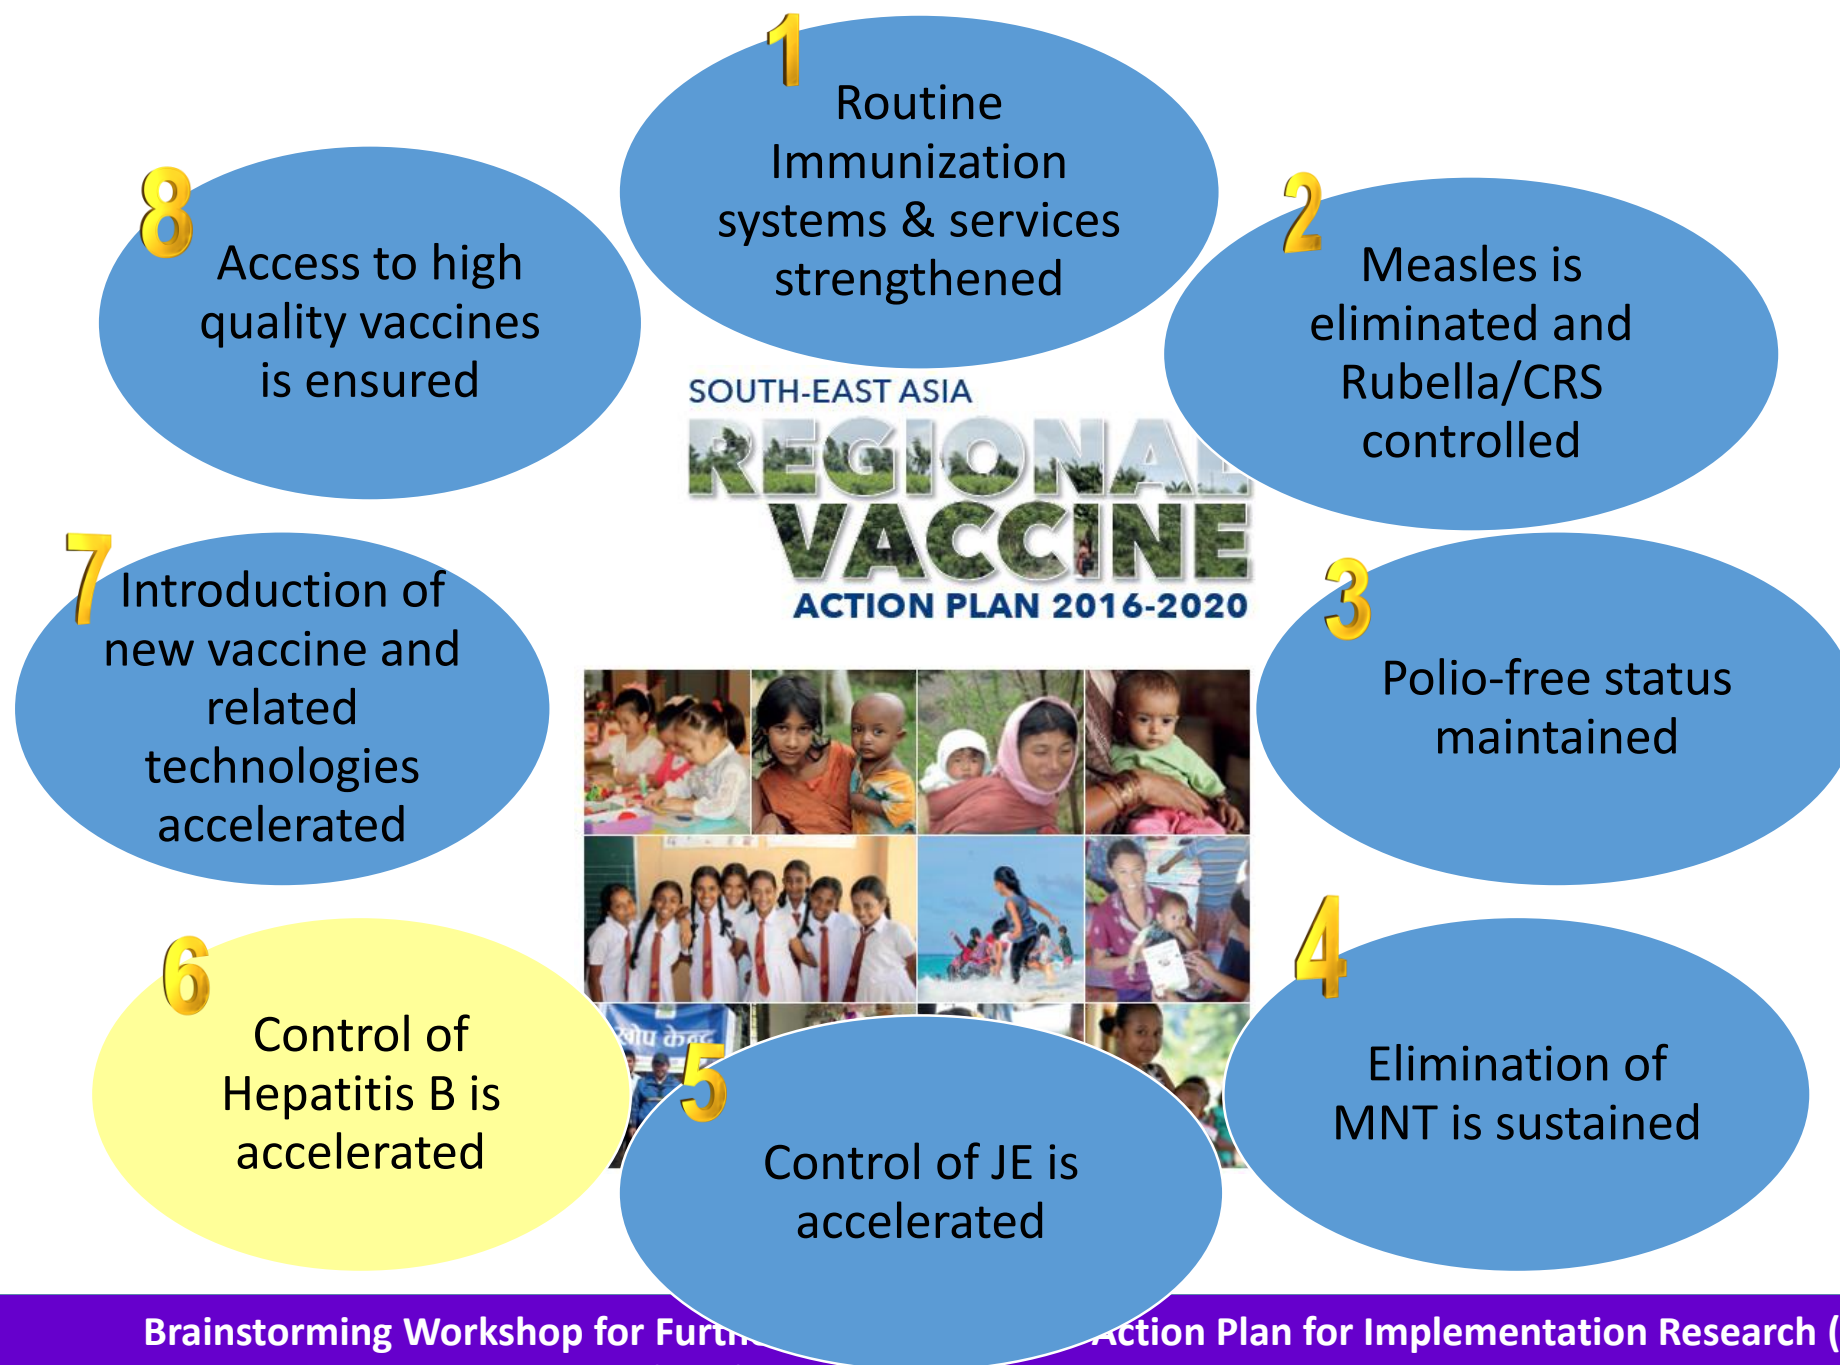 1
Routine
Immunization
systems & services
strengthened
2
Measles is
eliminated and
Rubella/CRS
controlled
3
Polio-free status
maintained
4
Elimination of
MNT is sustained
5
Control of JE is
accelerated
6
Control of
Hepatitis B is
accelerated
7
Introduction of
new vaccine and
related
technologies
accelerated
8
Access to high
quality vaccines
is ensured
SOUTH-EAST ASIA
REGIONAL
VACCINE
ACTION PLAN 2016-2020
खोप केन्द्र
Brainstorming Workshop for Action Plan for Implementation Research (